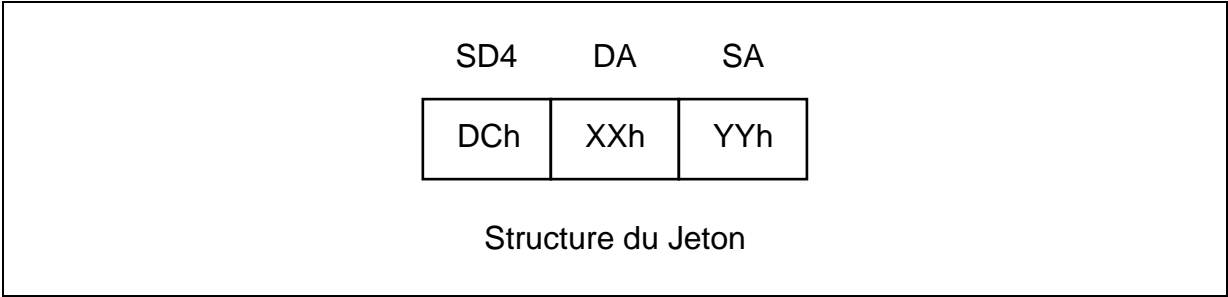 SD4 DA SA
DCh XXh YYh
Structure du Jeton